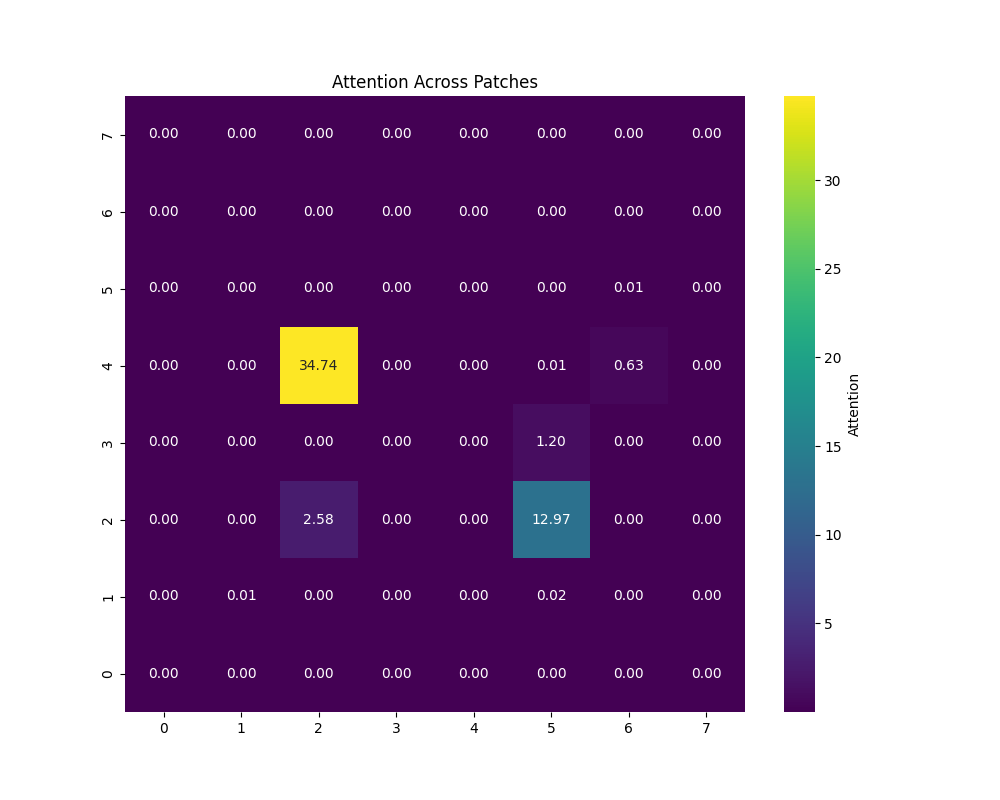 Attention Across Patches
7 0.00 0.00 0.00 0.00 0.00 0.00 0.00 0.00
6 0.00 0.00 0.00 0.00 0.00 0.00 0.00 0.00
5 0.00 0.00 0.00 0.00 0.00 0.00 0.01 0.00
4 0.00 0.00 34.74 0.00 0.00 0.01 0.63 0.00
3 0.00 0.00 0.00 0.00 0.00 1.20 0.00 0.00
2 0.00 0.00 2.58 0.00 0.00 12.97 0.00 0.00
1 0.00 0.01 0.00 0.00 0.00 0.02 0.00 0.00
0 0.00 0.00 0.00 0.00 0.00 0.00 0.00 0.00
0 1 2 3 4 5 6 7
30
25
20
15
10
5
Attention